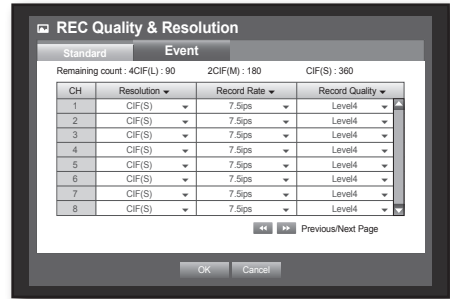 REC Quality & Resolution
Standard Event
Remaining count : 4CIF(L) : 90 2CIF(M) : 180 CIF(S) : 360
CH Resolution Record Rate Record Quality
1 CIF(S) 7.5ips Level4
2 CIF(S) 7.5ips Level4
3 CIF(S) 7.5ips Level4
4 CIF(S) 7.5ips Level4
5 CIF(S) 7.5ips Level4
6 CIF(S) 7.5ips Level4
7 CIF(S) 7.5ips Level4
8 CIF(S) 7.5ips Level4
Previous/Next Page
OK Cancel